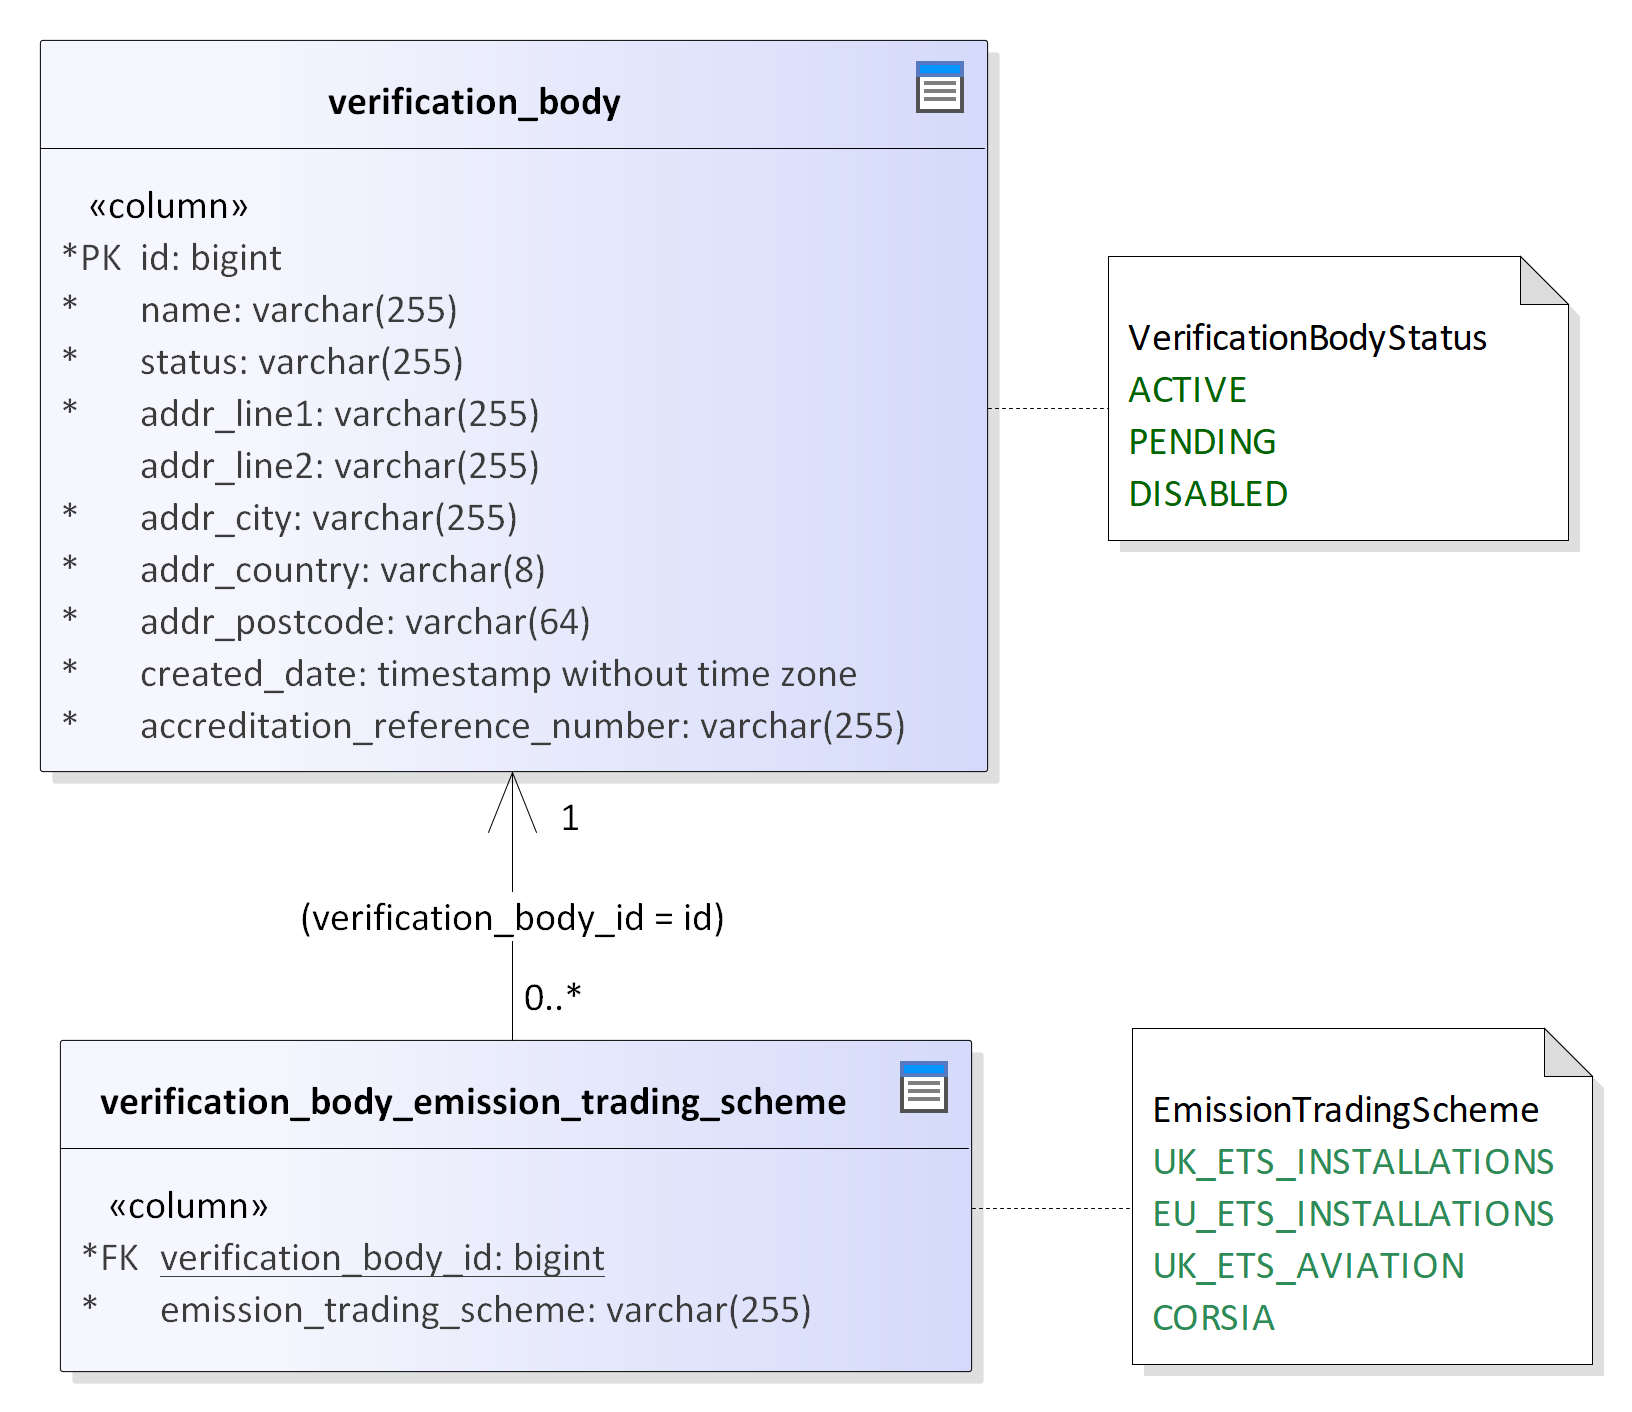 verification_body
«column»
*PK id: bigint
* name: varchar(255)
* status: varchar(255)
* addr_line1: varchar(255)
addr_line2: varchar(255)
* addr_city: varchar(255)
* addr_country: varchar(8)
* addr_postcode: varchar(64)
* created_date: timestamp without time zone
* accreditation_reference_number: varchar(255)
VerificationBodyStatus
ACTIVE
PENDING
DISABLED
1
(verification_body_id = id)
0..*
verification_body_emission_trading_scheme
«column»
*FK verification_body_id: bigint
* emission_trading_scheme: varchar(255)
EmissionTradingScheme
UK_ETS_INSTALLATIONS
EU_ETS_INSTALLATIONS
UK_ETS_AVIATION
CORSIA